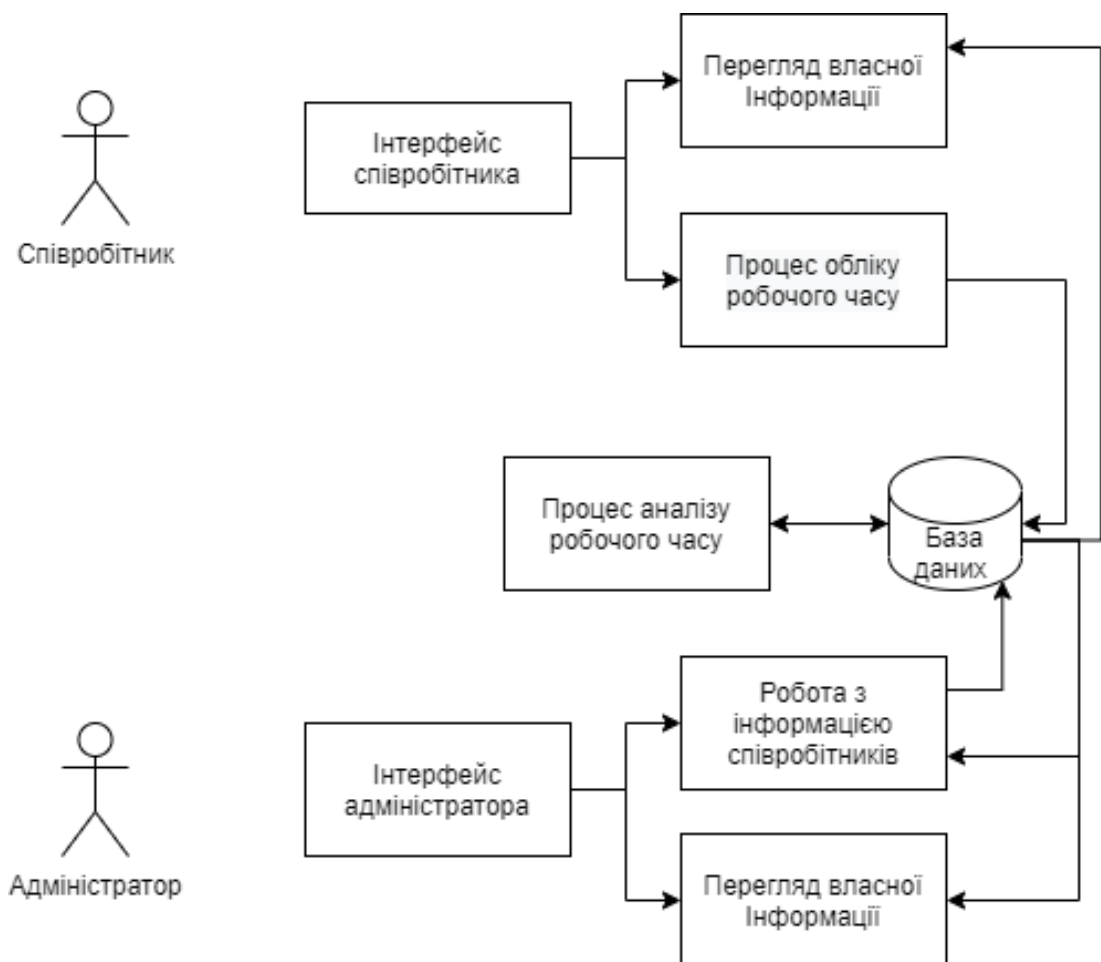 Перегляд власної
Інформації
Інтерфейс
співробітника
Співробітник
Процес обліку
робочого часу
Процес аналізу
робочого часу
База
даних
Робота з
інформацією
співробітників
Інтерфейс
адміністратора
Адміністратор
Перегляд власної
Інформації